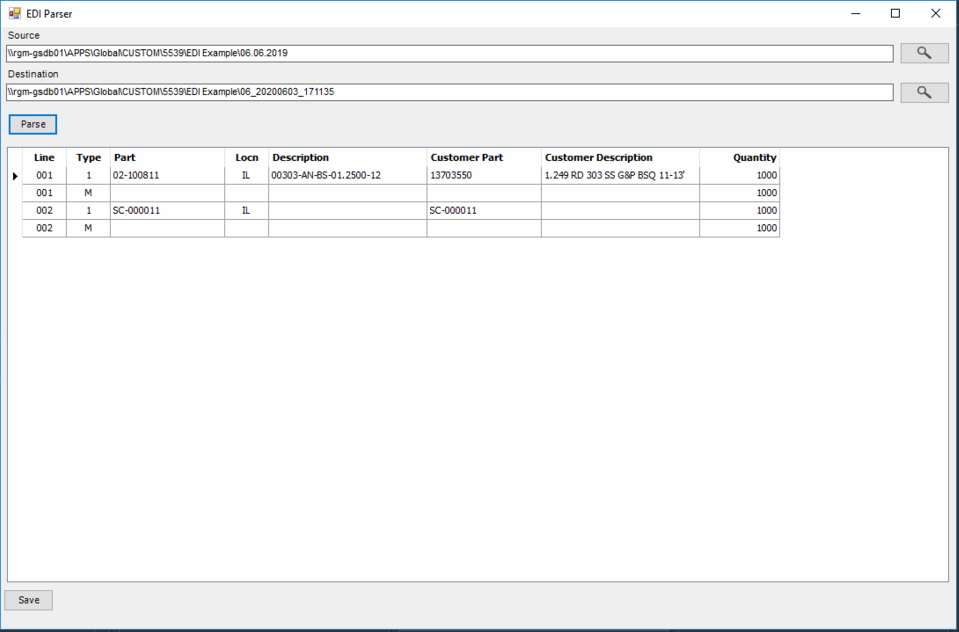 EDI Parser
Source
\\rgm-gsdb01\APPS\Global\CUSTOM\5539\EDI Example\06.06.2019
Destination
\\rgm-gsdb01\APPS\Global\CUSTOM\5539\EDI Example\06_20200603_171135
Parse
Line Type Part Locn Description Customer Part Customer Description Quantity
001 1 02-100811 IL 00303-AN-BS-01.2500-12 13703550 1.249 RD 303 SS G&P BSQ 11-13' 1000
001 M 1000
002 1 SC-000011 IL SC-000011 1000
002 M 1000
Save